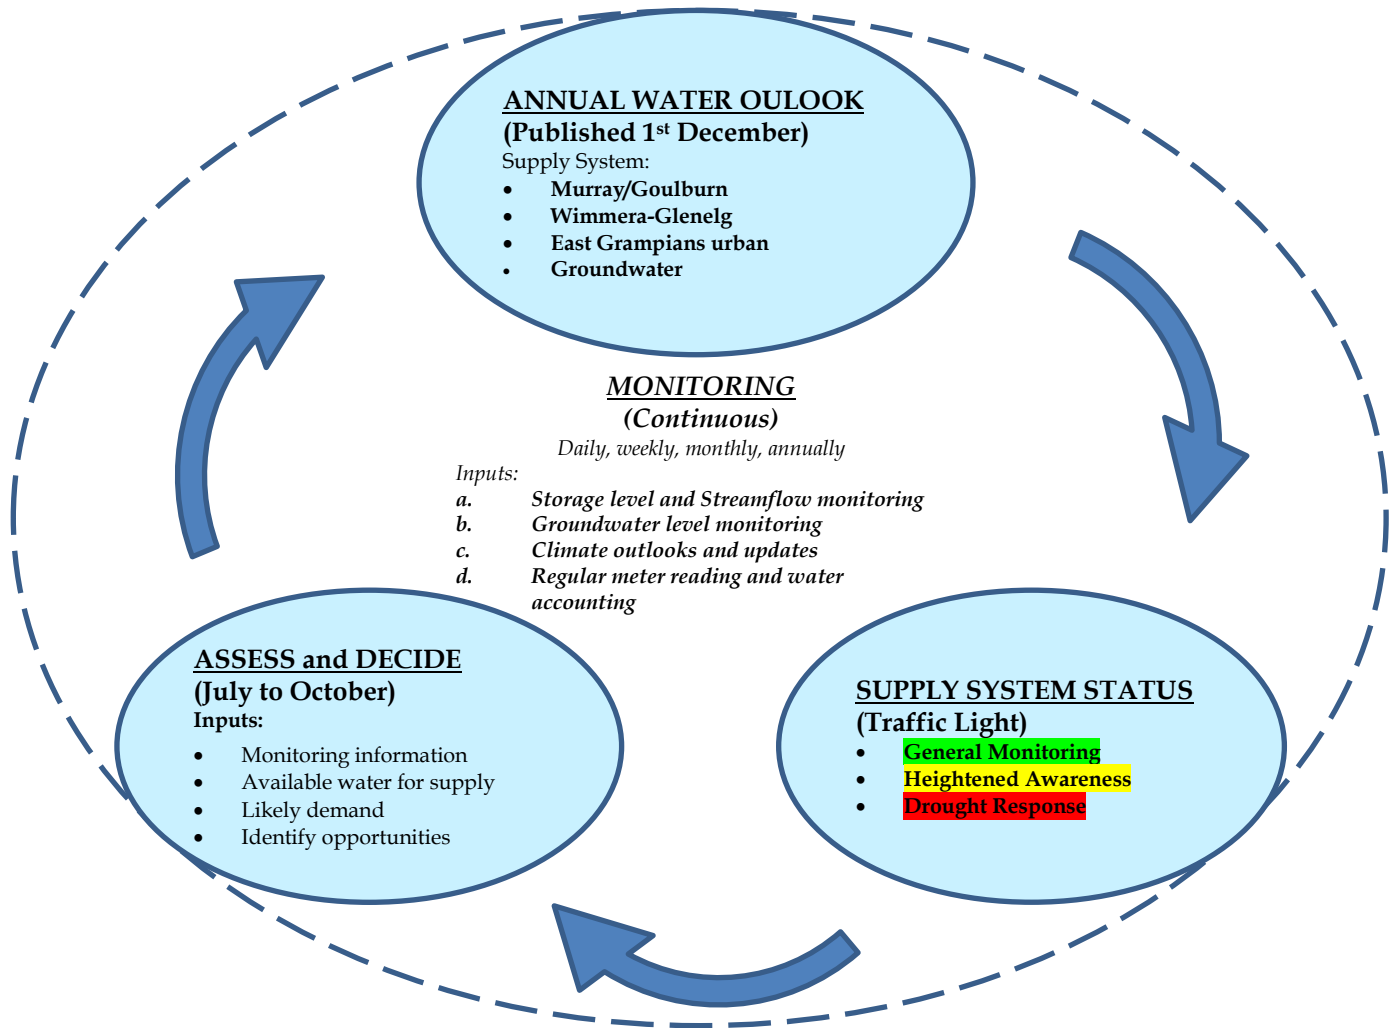 ANNUAL WATER OULOOK
(Published 1st December)
Supply System:
• Murray/Goulburn
• Wimmera-Glenelg
• East Grampians urban
• Groundwater
MONITORING
(Continuous)
Daily, weekly, monthly, annually
Inputs:
a. Storage level and Streamflow monitoring
b. Groundwater level monitoring
c. Climate outlooks and updates
d. Regular meter reading and water
accounting
ASSESS and DECIDE
(July to October)
Inputs:
• Monitoring information
• Available water for supply
• Likely demand
• Identify opportunities
SUPPLY SYSTEM STATUS
(Traffic Light)
• General Monitoring
• Heightened Awareness
• Drought Response